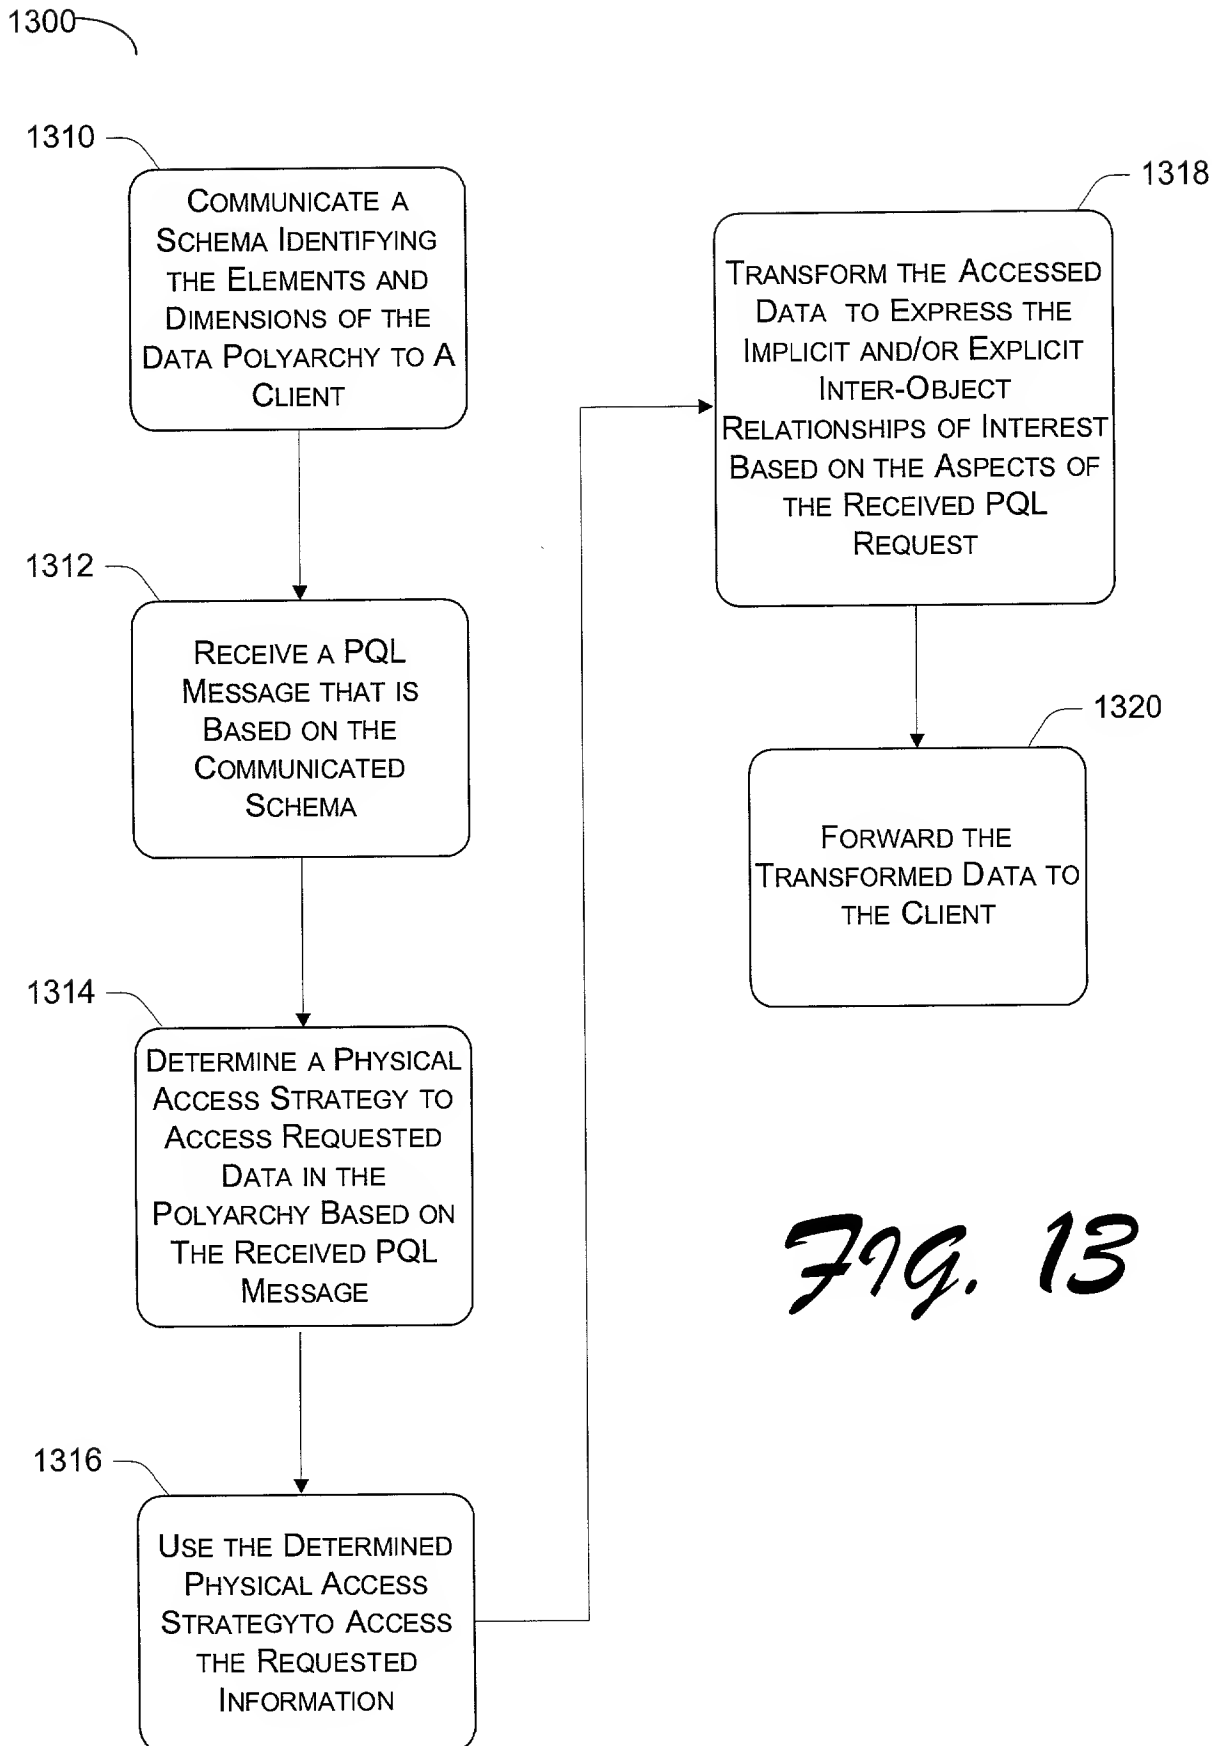 1300
1310
COMMUNICATE A
SCHEMA IDENTIFYING
THE ELEMENTS AND
DIMENSIONS OF THE
DATA POLYARCHY TO A
CLIENT
1312
RECEIVE A PQL
MESSAGE THAT IS
BASED ON THE
COMMUNICATED
SCHEMA
1314
DETERMINE A PHYSICAL
ACCESS STRATEGY TO
ACCESS REQUESTED
DATA IN THE
POLYARCHY BASED ON
THE RECEIVED PQL
MESSAGE
1316
USE THE DETERMINED
PHYSICAL ACCESS
STRATEGYTO ACCESS
THE REQUESTED
INFORMATION
1318
TRANSFORM THE ACCESSED
DATA TO EXPRESS THE
IMPLICIT AND/OR EXPLICIT
INTER-OBJECT
RELATIONSHIPS OF INTEREST
BASED ON THE ASPECTS OF
THE RECEIVED PQL
REQUEST
1320
FORWARD THE
TRANSFORMED DATA TO
THE CLIENT
FIG. 13